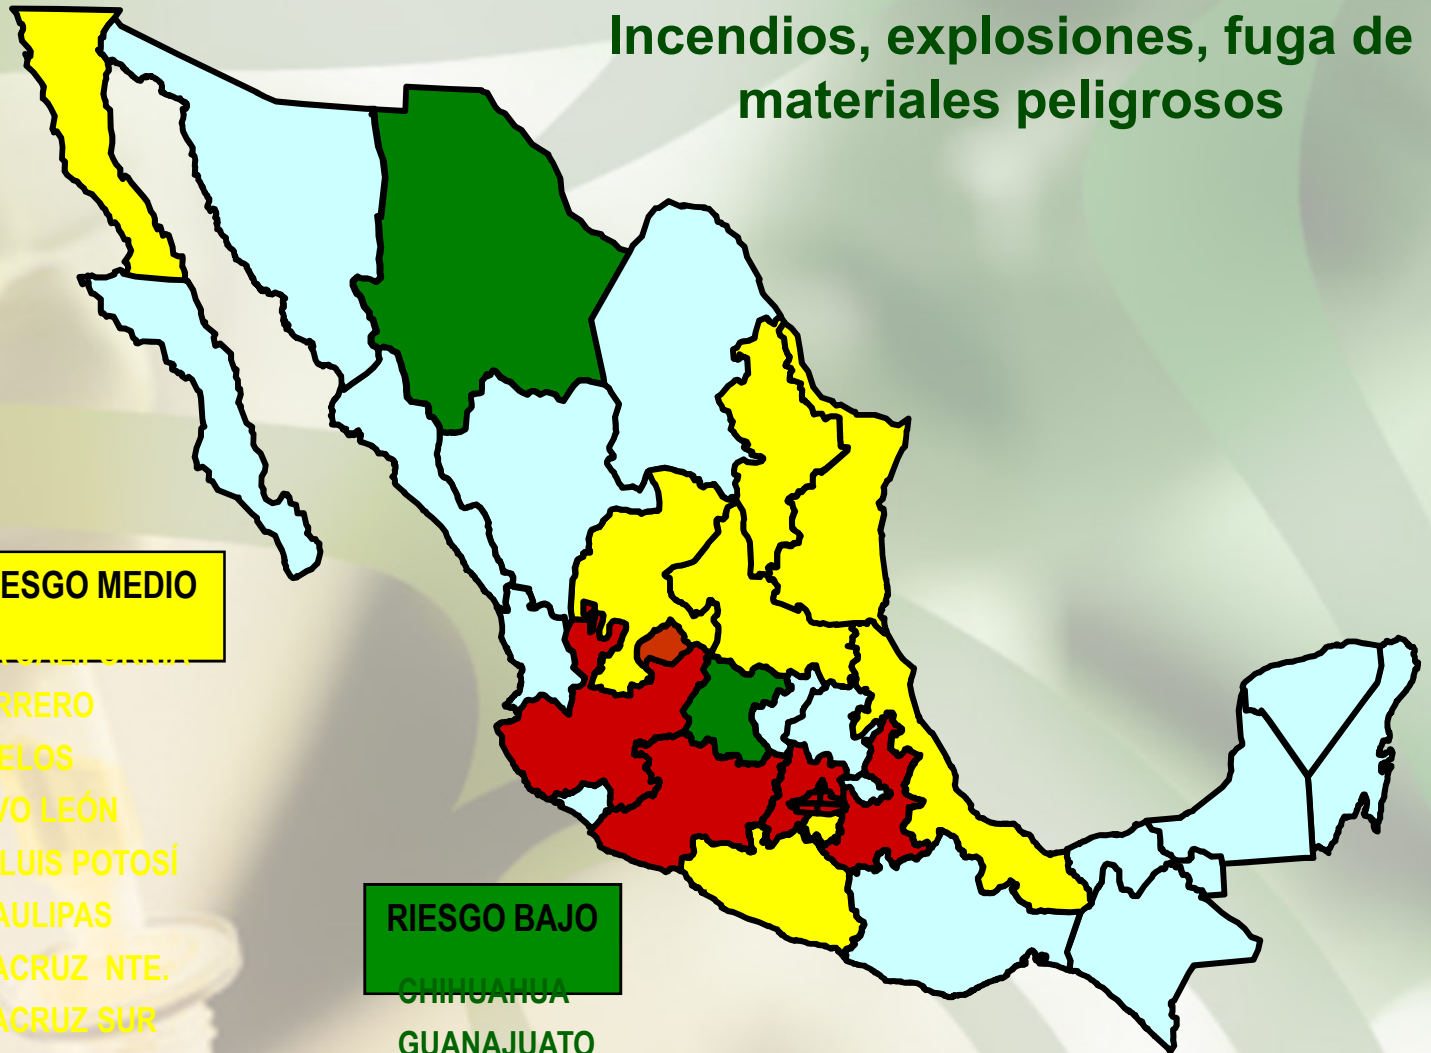 Incendios, explosiones, fuga de
materiales peligrosos
ESGO MEDIO
CALIFORNIA
RRERO
ELOS
VO LEÓN
LUIS POTOSÍ
AULIPAS
ACRUZ NTE.
ACRUZ SUR
RIESGO BAJO
CHIHUAHUA
GUANAJUATO